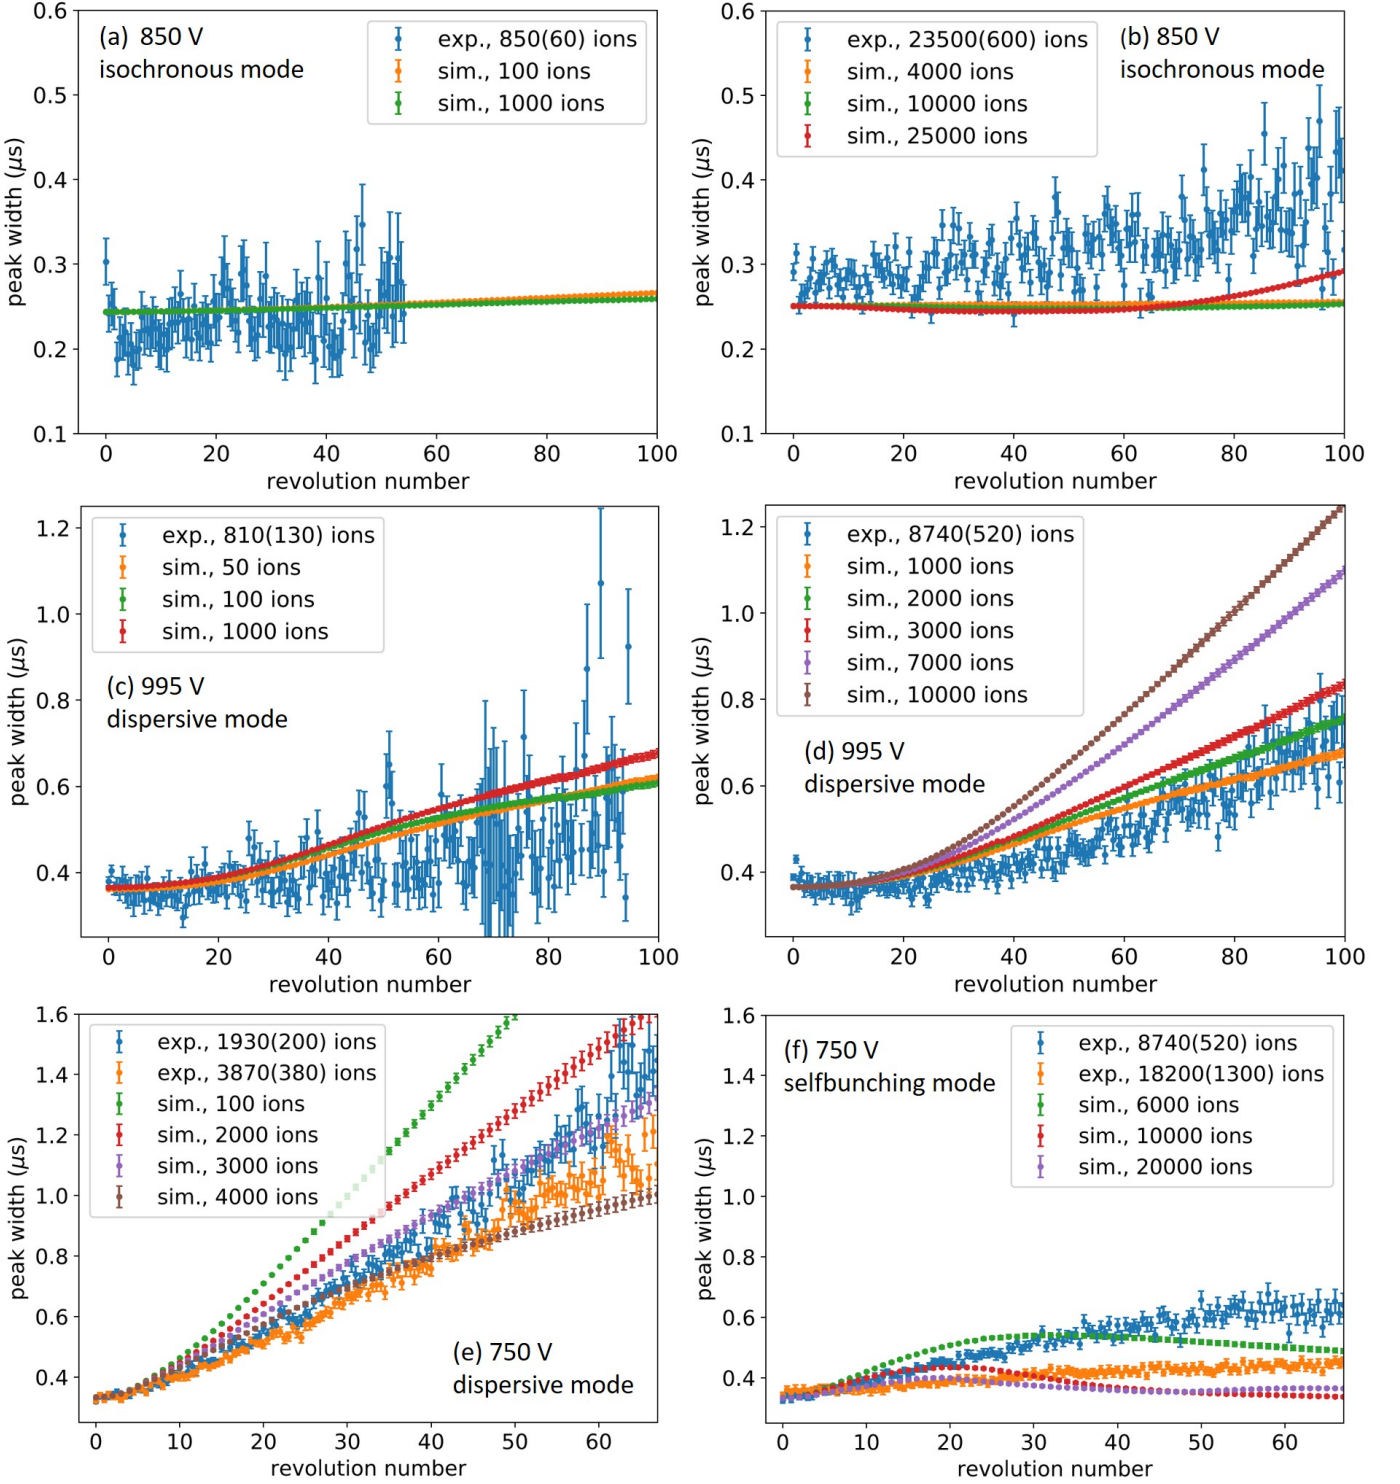 (a) 850 V
isochronous mode
exp., 850(60) ions
sim., 100 ions
sim., 1000 ions
0.6
0.5
0.4
0.3
0.2
0.1
peak width (μs)
0 20 40 60 80 100
revolution number
(b) 850 V
isochronous mode
exp., 23500(600) ions
sim., 4000 ions
sim., 10000 ions
sim., 25000 ions
0.6
0.5
0.4
0.3
0.2
0.1
peak width (μs)
0 20 40 60 80 100
revolution number
exp., 810(130) ions
sim., 50 ions
sim., 100 ions
sim., 1000 ions
(c) 995 V
dispersive mode
1.2
1.0
0.8
0.6
0.4
peak width (μs)
0 20 40 60 80 100
revolution number
exp., 8740(520) ions
sim., 1000 ions
sim., 2000 ions
sim., 3000 ions
sim., 7000 ions
sim., 10000 ions
(d) 995 V
dispersive mode
1.2
1.0
0.8
0.6
0.4
peak width (μs)
0 20 40 60 80 100
revolution number
exp., 1930(200) ions
exp., 3870(380) ions
sim., 100 ions
sim., 2000 ions
sim., 3000 ions
sim., 4000 ions
(e) 750 V
dispersive mode
1.6
1.4
1.2
1.0
0.8
0.6
0.4
peak width (μs)
0 10 20 30 40 50 60
revolution number
(f) 750 V
selfbunching mode
exp., 8740(520) ions
exp., 18200(1300) ions
sim., 6000 ions
sim., 10000 ions
sim., 20000 ions
1.6
1.4
1.2
1.0
0.8
0.6
0.4
peak width (μs)
0 10 20 30 40 50 60
revolution number